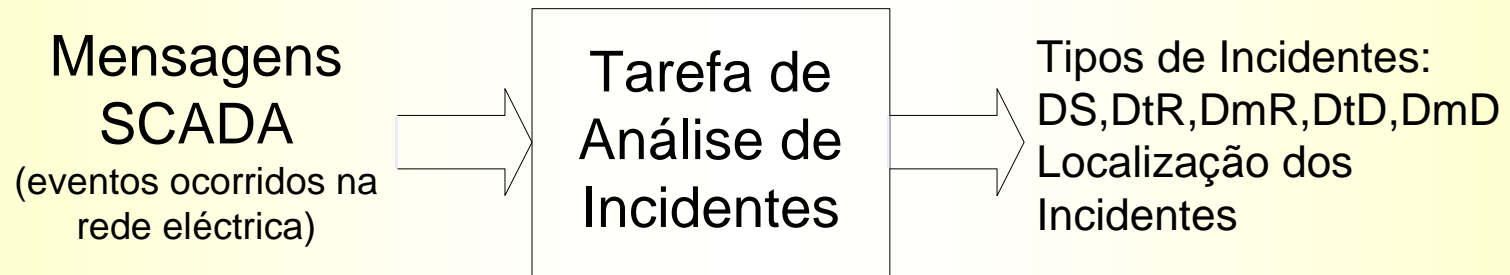 Mensagens
SCADA
(eventos ocorridos na
rede eléctrica)
Tarefa de
Análise de
Incidentes
Tipos de Incidentes:
DS,DtR,DmR,DtD,DmD
Localização dos
Incidentes